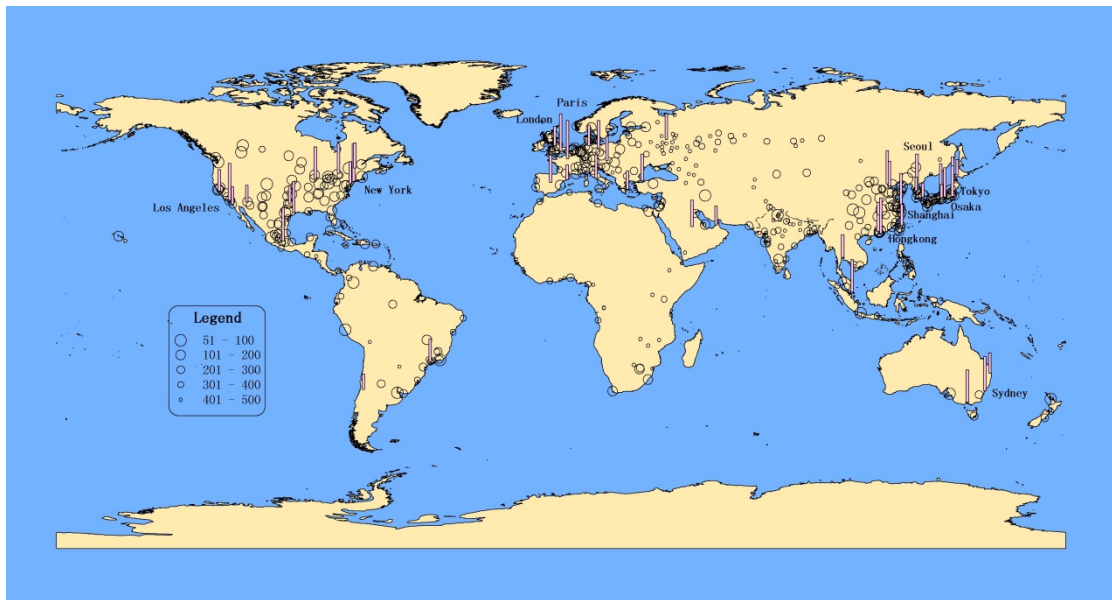 Paris
London
Seoul
New York
Tokyo
Los Angeles
Osaka
Shanghai
Hongkong
Legend
51 - 100
101 - 200
201 - 300
301 - 400
401 - 500
Sydney